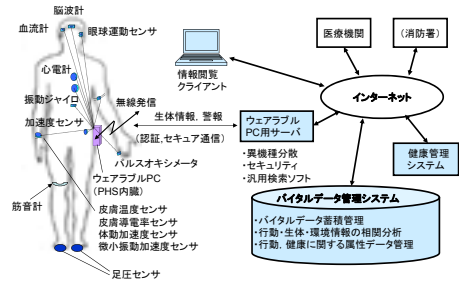 脳波計
血流計
眼球運動センサ
心電計
振動ジャイロ
加速度センサ
無線発信
パルスオキシメータ
ウェアラブルPC
(PHS内臓)
筋音計
皮膚温度センサ
皮膚導電率センサ
体動加速度センサ
微小振動加速度センサ
足圧センサ
情報閲覧
クライアント
生体情報, 警報
(認証,セキュア通信)
医療機関
(消防署)
インターネット
ウェアラブル
PC用サーバ
・異機種分散
・セキュリティ
・汎用検索ソフト
健康管理
システム
バイタルデータ管理システム
・バイタルデータ蓄積管理
・行動・生体・環境情報の相関分析
・行動, 健康に関する属性データ管理